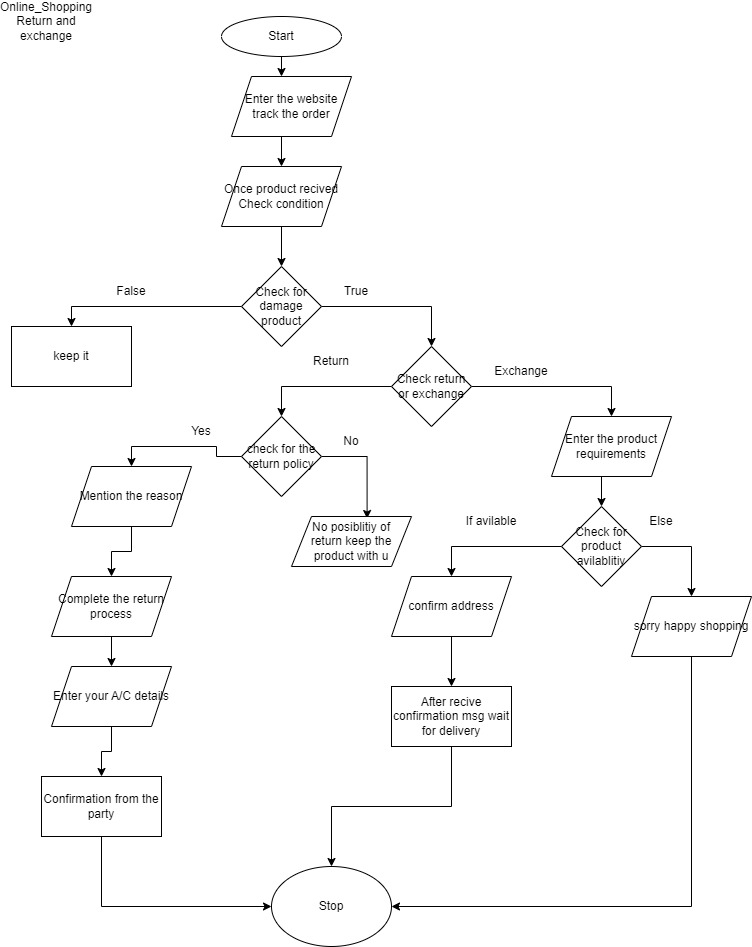 Online_Shopping
Return and
exchange
Start
Enter the website
track the order
Once product recived
Check condition
False
Check for
damage
product
True
keep it
Return
Check return
or exchange
Exchange
Yes
check for the
return policy
No
Enter the product
requirements
Mention the reason
No posiblitiy of
return keep the
product with u
If avilable
Check for
product
avilablitiy
Else
Complete the return
process
confirm address
sorry happy shopping
Enter your A/C details
After recive
confirmation msg wait
for delivery
Confirmation from the
party
Stop